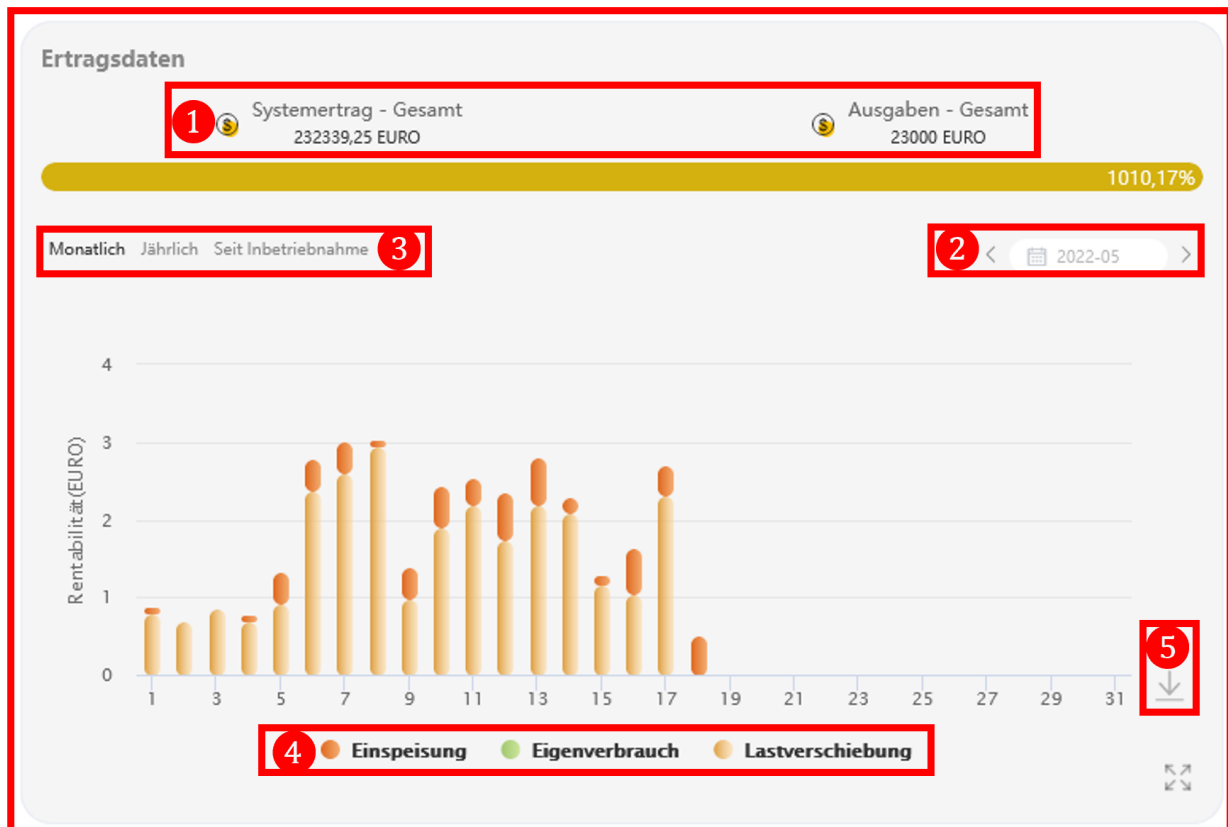 Ertragsdaten
1 Systemertrag - Gesamt
232339,25 EURO
Ausgaben - Gesamt
23000 EURO
1010,17%
Monatlich Jährlich Seit Inbetriebnahme 3
2 2022-05
Rentabilität(EURO)
4
3
2
1
0
1 3 5 7 9 11 13 15 17 19 21 23 25 27 29 31
5
4 Einspeisung Eigenverbrauch Lastverschiebung